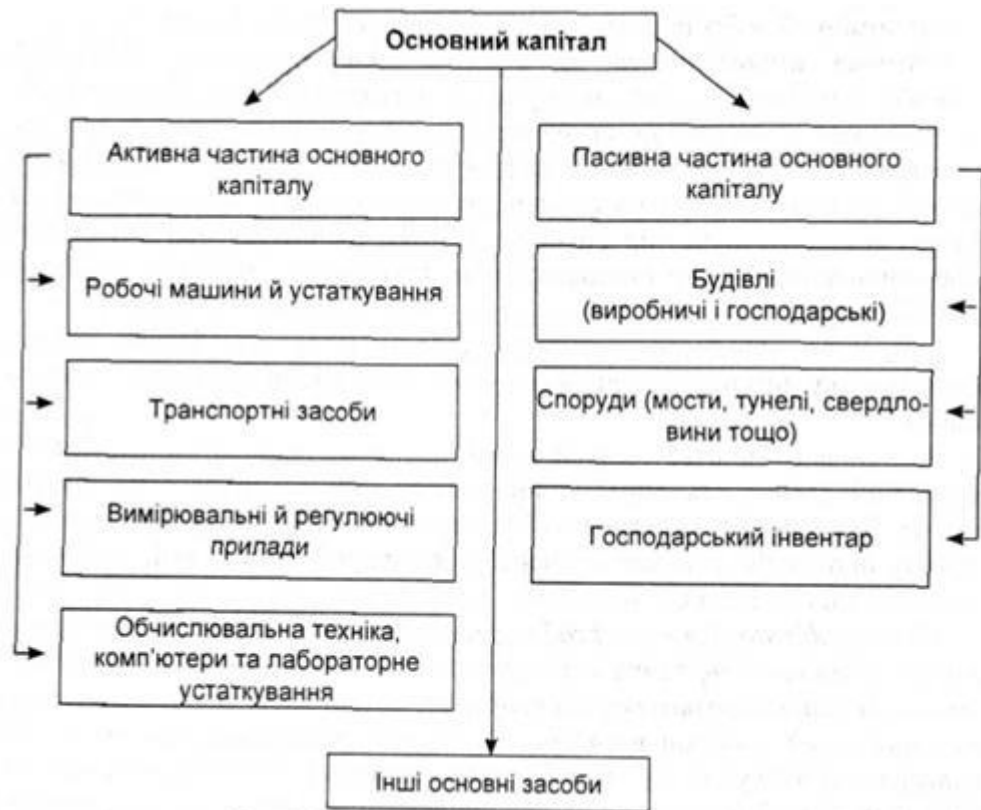 Основний капітал
Активна частина основного
капіталу
Пасивна частина основного
капіталу
Робочі машини й устаткування
Будівлі
(виробничі і господарські)
Транспортні засоби
Споруди (мости, тунелі, свердло-
вини тощо)
Вимірювальні й регулюючі
прилади
Господарський інвентар
Обчислювальна техніка,
комп'ютери та лабораторне
устаткування
Інші основні засоби